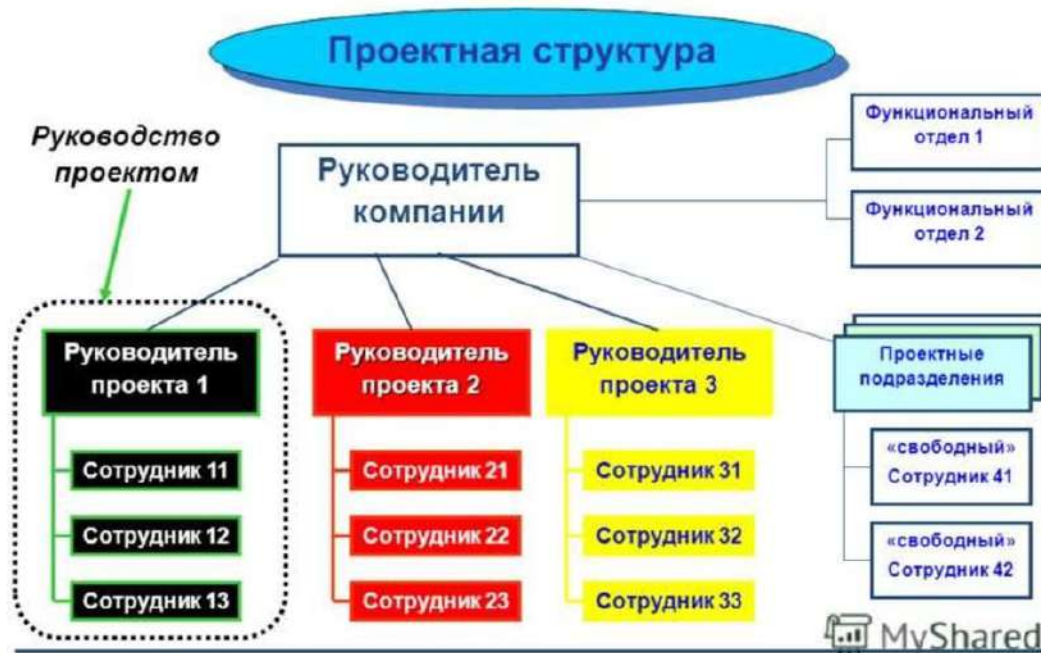 Проектная структура
Руководство
проектом
Руководитель
компании
Функциональный
отдел 1
Функциональный
отдел 2
Руководитель
проекта 1
Сотрудник 11
Сотрудник 12
Сотрудник 13
Руководитель
проекта 2
Сотрудник 21
Сотрудник 22
Сотрудник 23
Руководитель
проекта 3
Сотрудник 31
Сотрудник 32
Сотрудник 33
Проектные
подразделения
«свободный»
Сотрудник 41
«свободный»
Сотрудник 42
MyShared